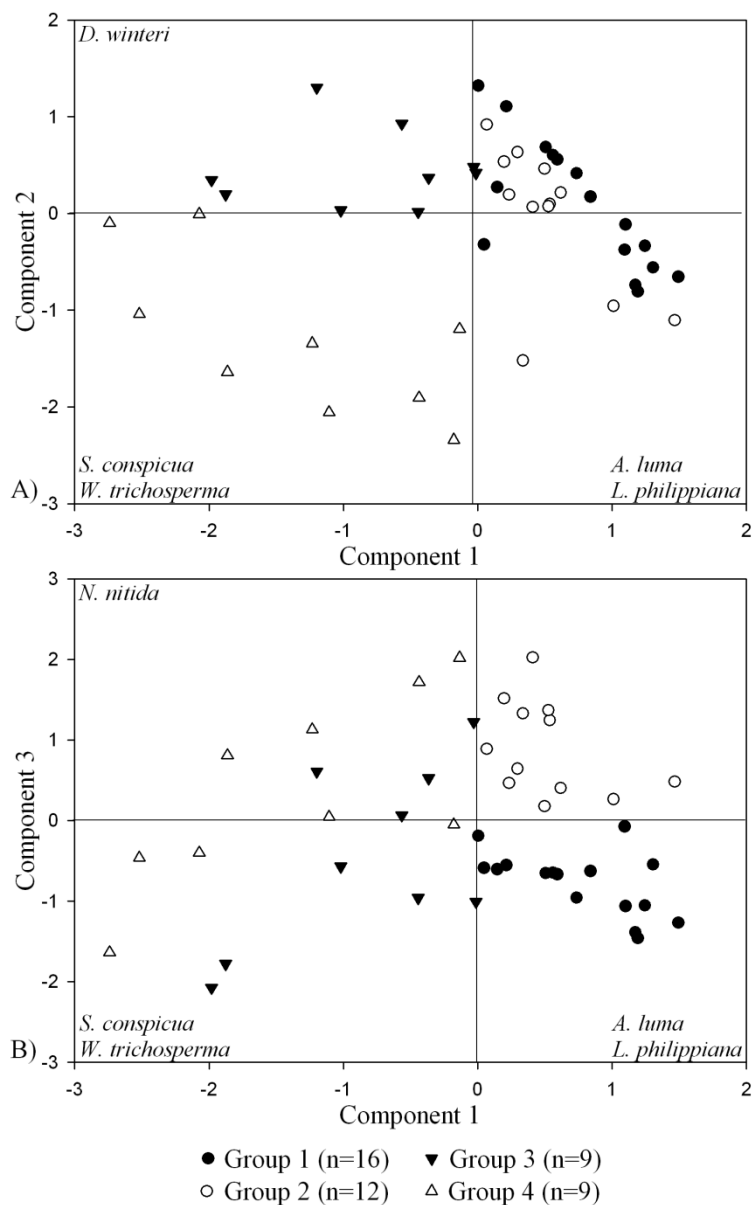 D. winteri
2
1
0
-1
-2
-3
Component 2
S. conspicua
W. trichosperma
A. luma
L. philippiana
A)
-3
-2
-1
0
1
2
Component 1
N. nitida
3
2
1
0
-1
-2
-3
Component 3
S. conspicua
W. trichosperma
A. luma
L. philippiana
B)
-3
-2
-1
0
1
2
Component 1
Group 1 (n=16)
Group 3 (n=9)
Group 2 (n=12)
Group 4 (n=9)